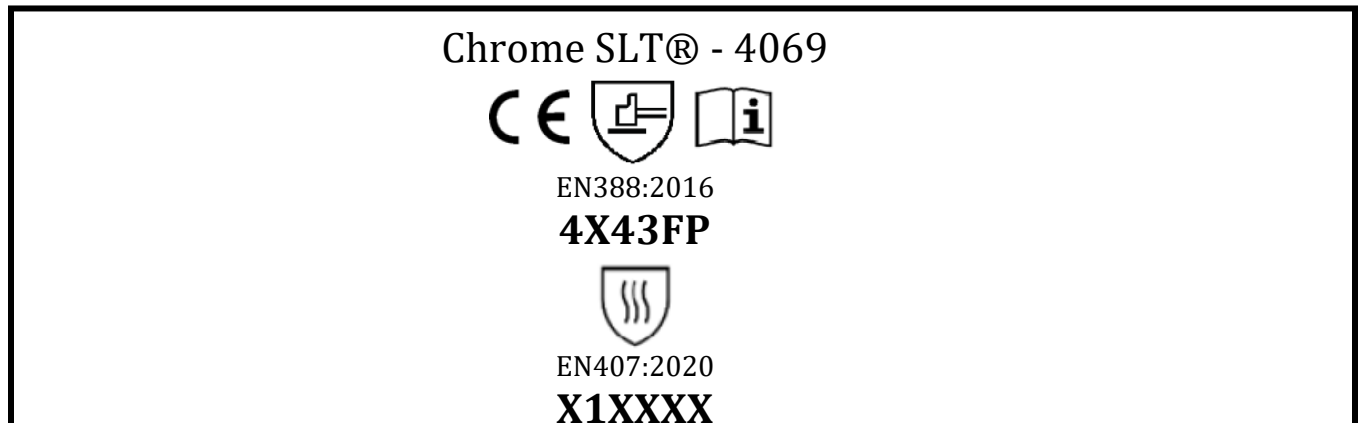 Chrome SLT® - 4069
CE i
EN388:2016
4X43FP
EN407:2020
X1XXXX